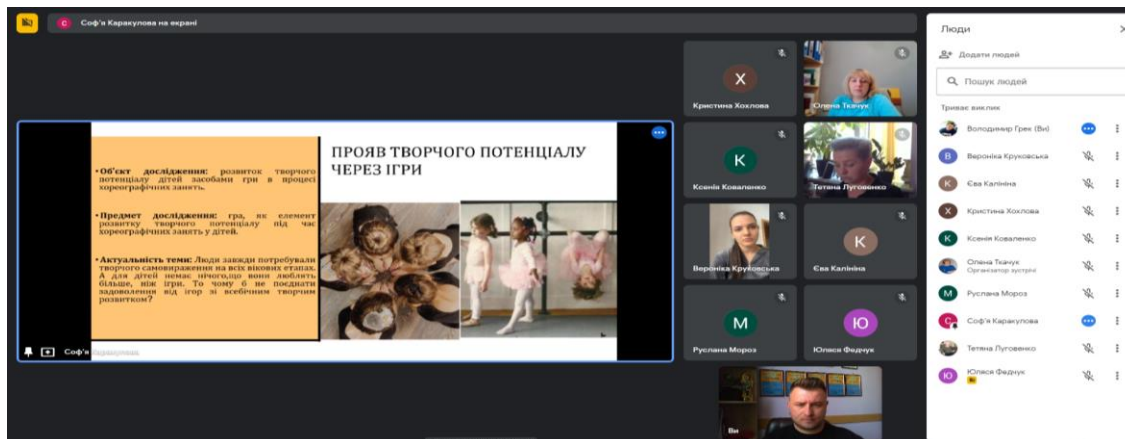 Соф'я Каракулова на екрані
• Об'єкт дослідження: розвиток творчого
потенціалу дітей засобами гри в процесі
хореографічних занять.
• Предмет дослідження: гра, як елемент
розвитку творчого потенціалу під час
хореографічних занять у дітей.
• Актуальність теми: Люди завжди потребували
творчого самовираження на всіх вікових етапах.
А для дітей немає нічого,що вони люблять
більше, ніж ігри. То чому б не поєднати
задоволення від ігор зі всебічним творчим
розвитком?
ПРОЯВ ТВОРЧОГО ПОТЕНЦІАЛУ
ЧЕРЕЗ ІГРИ
Соф'я Каракулова
Х
Кристина Хохлова
Олена Ткачук
К
Ксенія Коваленко
Тетяна Луговенко
Вероніка Круковська
К
Єва Калініна
М
Руслана Мороз
Ю
Юляся Федчук
Ви
Люди
Додати людей
Пошук людей
Триває виклик
Володимир Грек (Ви)
В Вероніка Круковська
К Єва Калініна
Х Кристина Хохлова
К Ксенія Коваленко
Олена Ткачук
Організатор зустрічі
М Руслана Мороз
С Соф'я Каракулова
Тетяна Луговенко
Ю Юляся Федчук